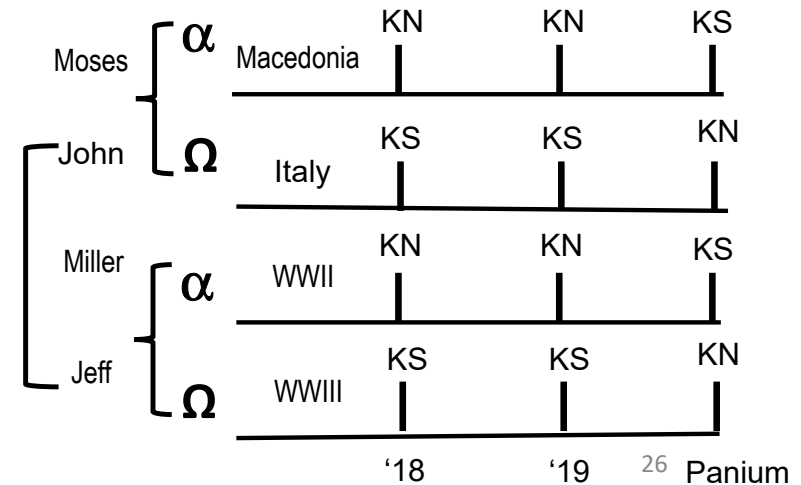 KN KN KS
Moses α Macedonia
KS KS KN
John Ω Italy
KN KN KS
Miller α WWII
KS KS KN
Jeff Ω WWIII
‘18 ‘19 26 Panium